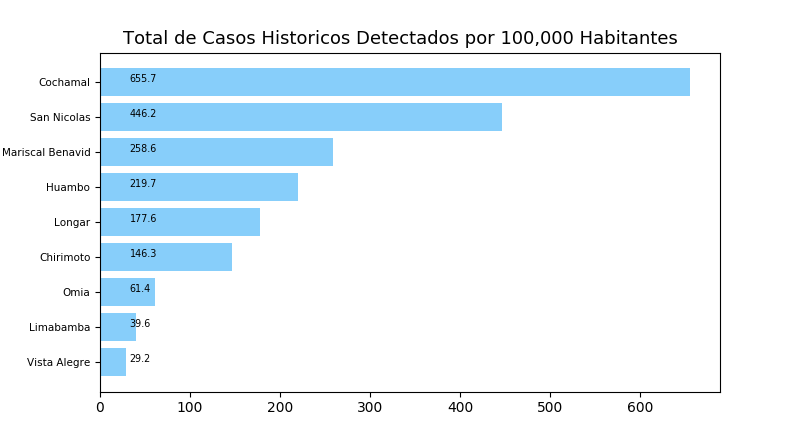 Total de Casos Historicos Detectados por 100,000 Habitantes
Cochamal 655.7
San Nicolas 446.2
Mariscal Benavid 258.6
Huambo 219.7
Longar 177.6
Chirimoto 146.3
Omia 61.4
Limabamba 39.6
Vista Alegre 29.2
0 100 200 300 400 500 600